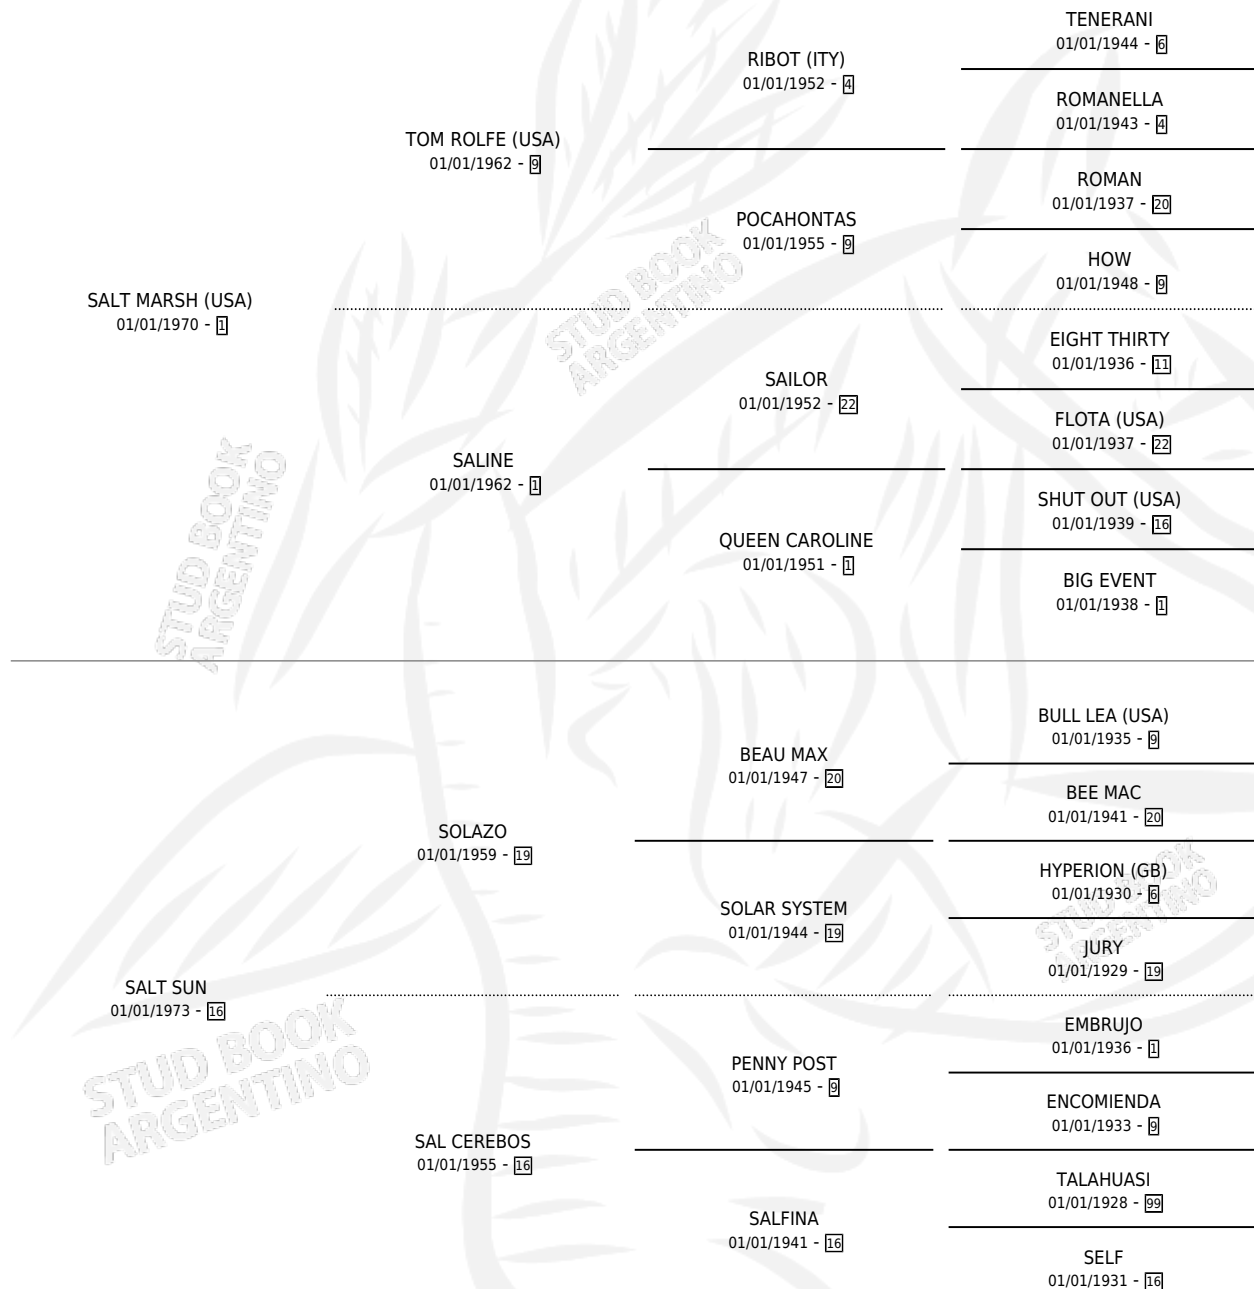 TENERANI
01/01/1944 - 6
RIBOT (ITY)
01/01/1952 - 4
ROMANELLA
01/01/1943 - 4
TOM ROLFE (USA)
01/01/1962 - 9
ROMAN
01/01/1937 - 20
POCAHONTAS
01/01/1955 - 9
HOW
01/01/1948 - 9
SALT MARSH (USA)
01/01/1970 - 1
STUD BOOK
ARGENTINO
EIGHT THIRTY
01/01/1936 - 11
SAILOR
01/01/1952 - 22
FLOTA (USA)
01/01/1937 - 22
SALINE
01/01/1962 - 1
SHUT OUT (USA)
01/01/1939 - 16
QUEEN CAROLINE
01/01/1951 - 1
BIG EVENT
01/01/1938 - 1
STUD BOOK
ARGENTINO
BULL LEA (USA)
01/01/1935 - 9
BEAU MAX
01/01/1947 - 20
BEE MAC
01/01/1941 - 20
SOLAZO
01/01/1959 - 19
HYPERION (GB)
01/01/1930 - 6
STUD BOOK
ARGENTINO
SOLAR SYSTEM
01/01/1944 - 19
JURY
01/01/1929 - 19
SALT SUN
01/01/1973 - 16
STUD BOOK
ARGENTINO
EMBRUJO
01/01/1936 - 1
PENNY POST
01/01/1945 - 9
ENCOMIENDA
01/01/1933 - 9
SAL CEREBOS
01/01/1955 - 16
TALAHUASI
01/01/1928 - 99
SALFINA
01/01/1941 - 16
SELF
01/01/1931 - 16